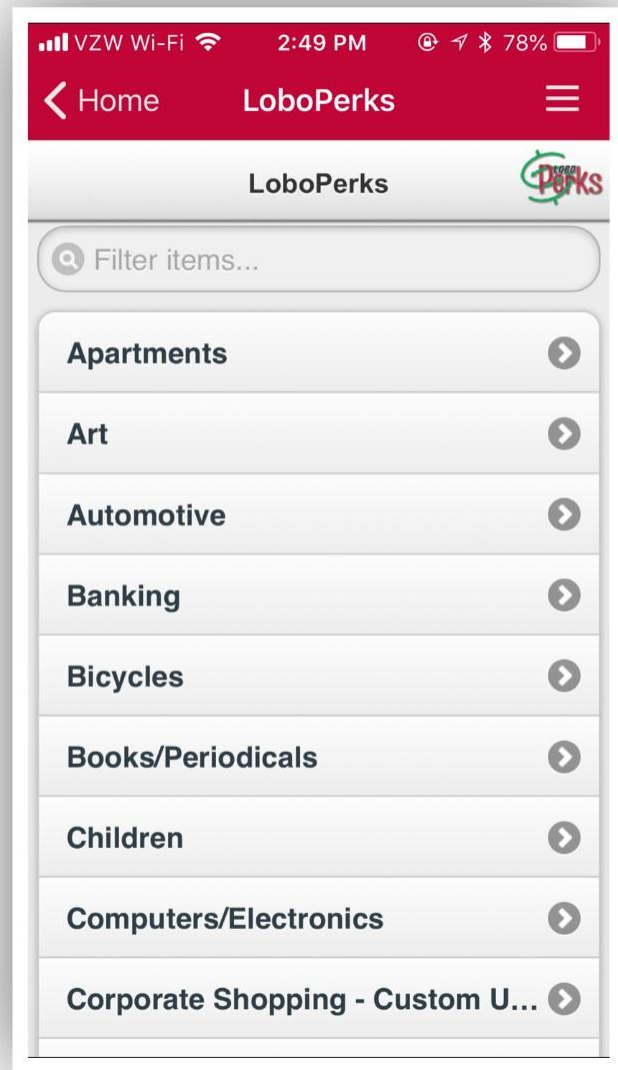 VZW Wi-Fi 2:49 PM 78%
Home LoboPerks
LoboPerks LOBO Perks
Filter items...
Apartments
Art
Automotive
Banking
Bicycles
Books/Periodicals
Children
Computers/Electronics
Corporate Shopping - Custom U...